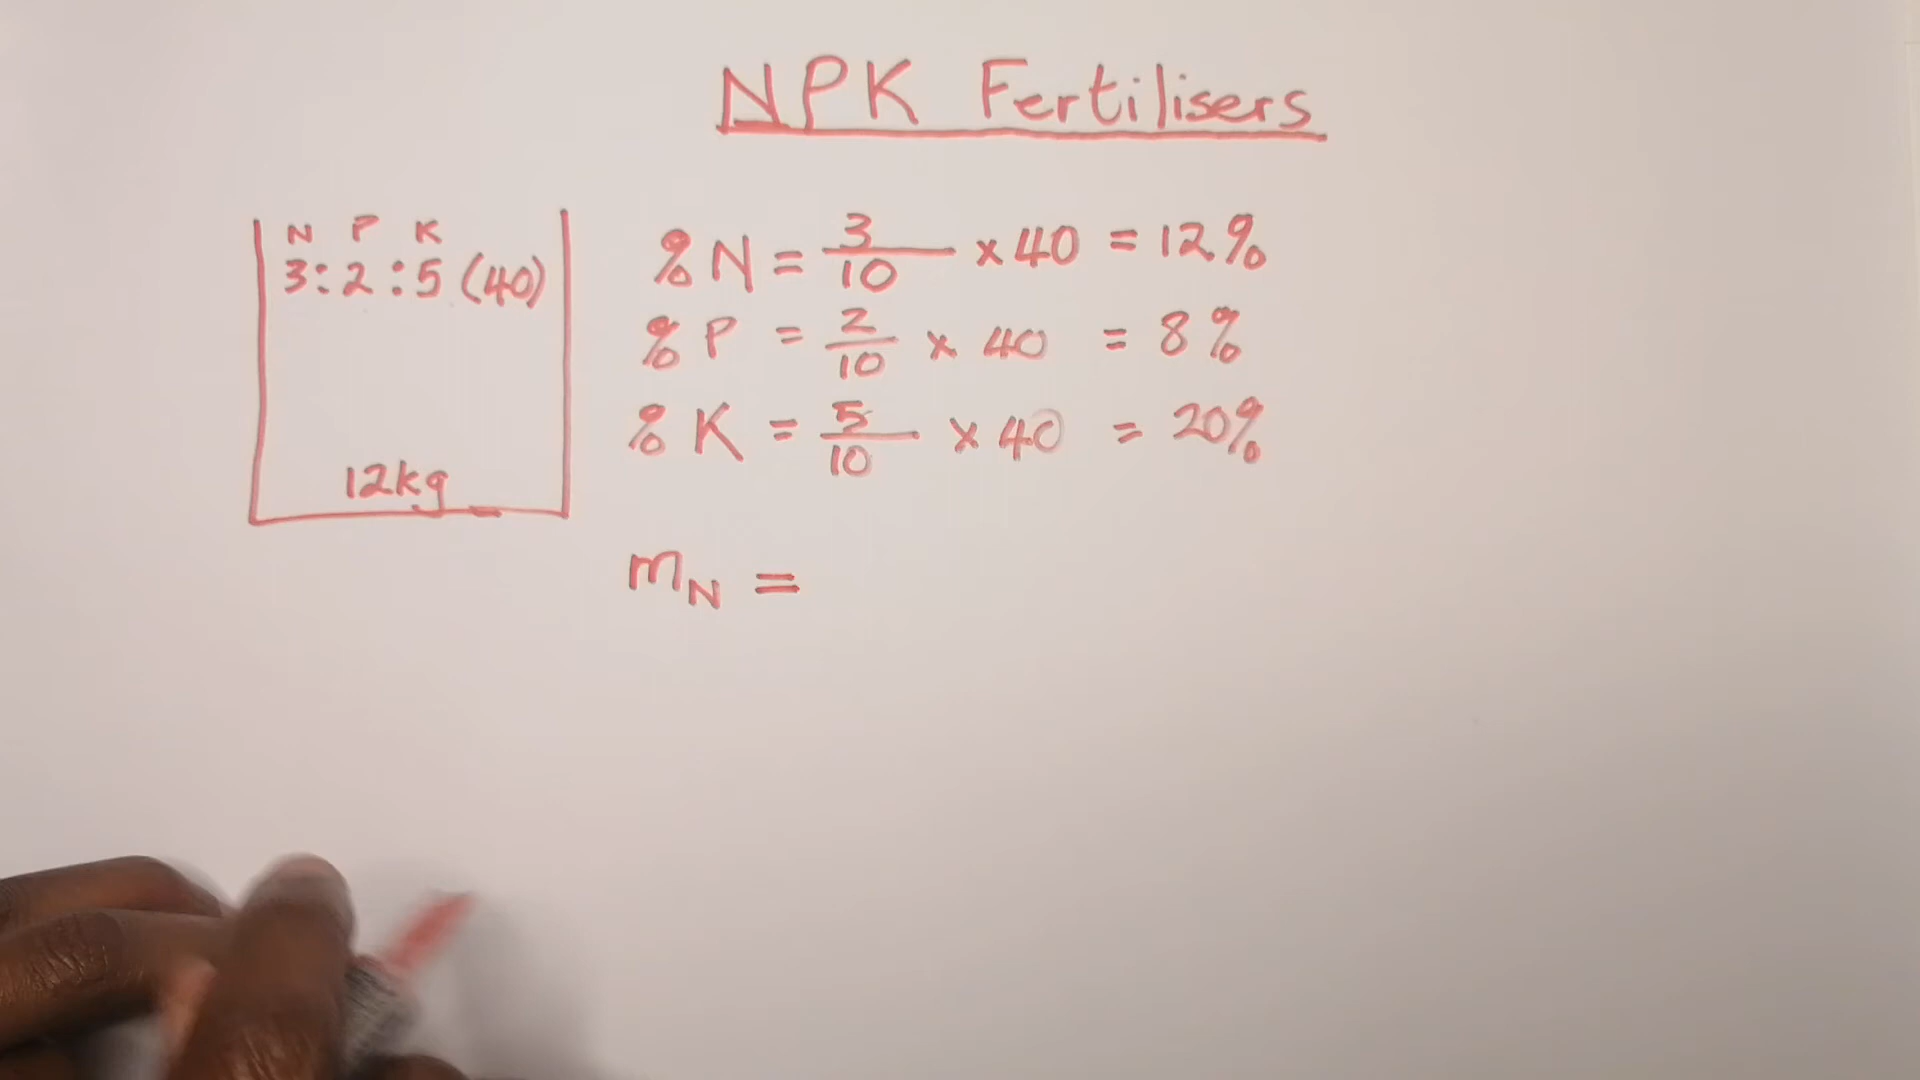 NPK Fertilisers
N P K
3:2:5 (40)
12kg
%N = 3/10 x 40 = 12%
%P = 2/10 x 40 = 8%
%K = 5/10 x 40 = 20%
mN =